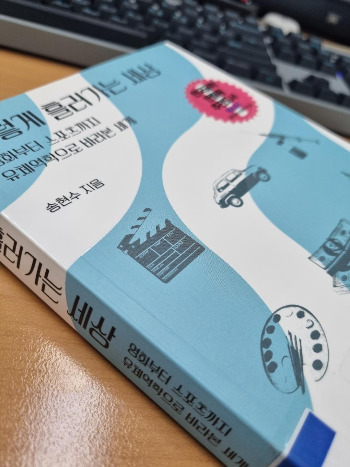 렇게 흘러가는 세상
영화부터 스포츠까지
유체역학으로 바라본 세계
송현수 지음
흘러가는 세상
영화부터 스포츠까지
유체역학으로 바라본 세계